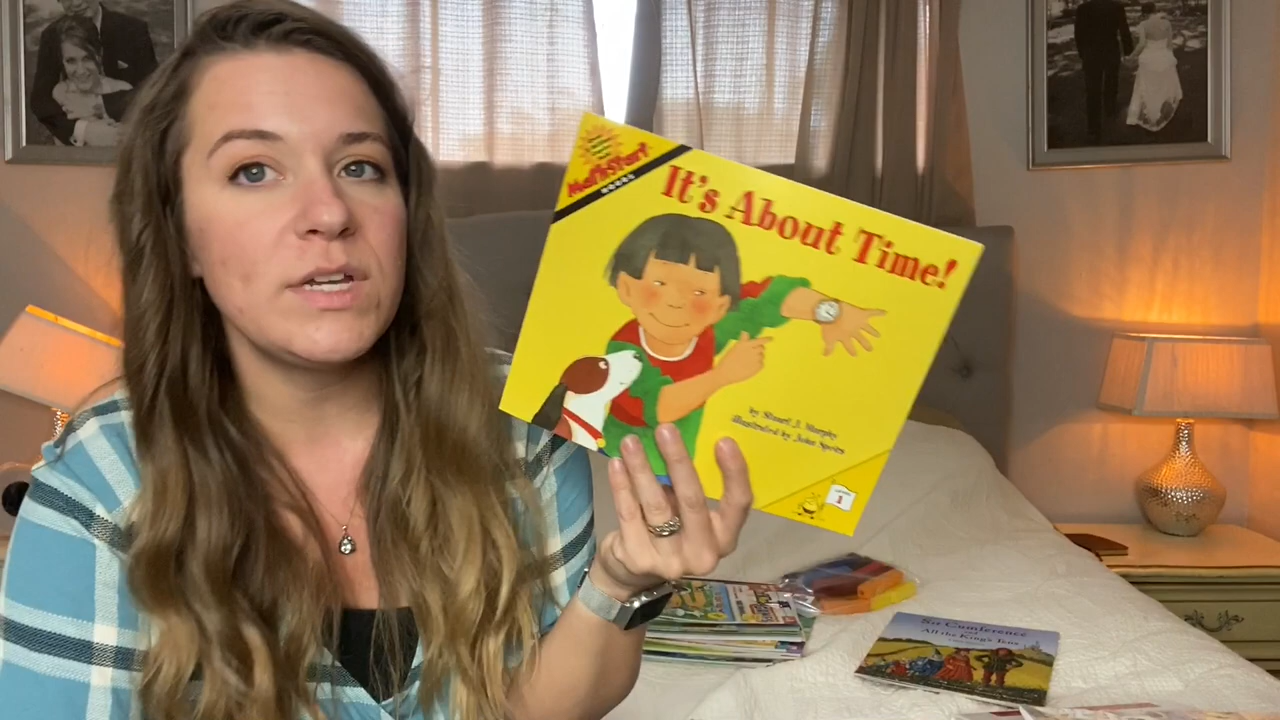 MathStart
HOURS
It's About Time!
by Stuart J. Murphy
illustrated by John Speirs
1
Sir Cumference
and
All the King's Tens